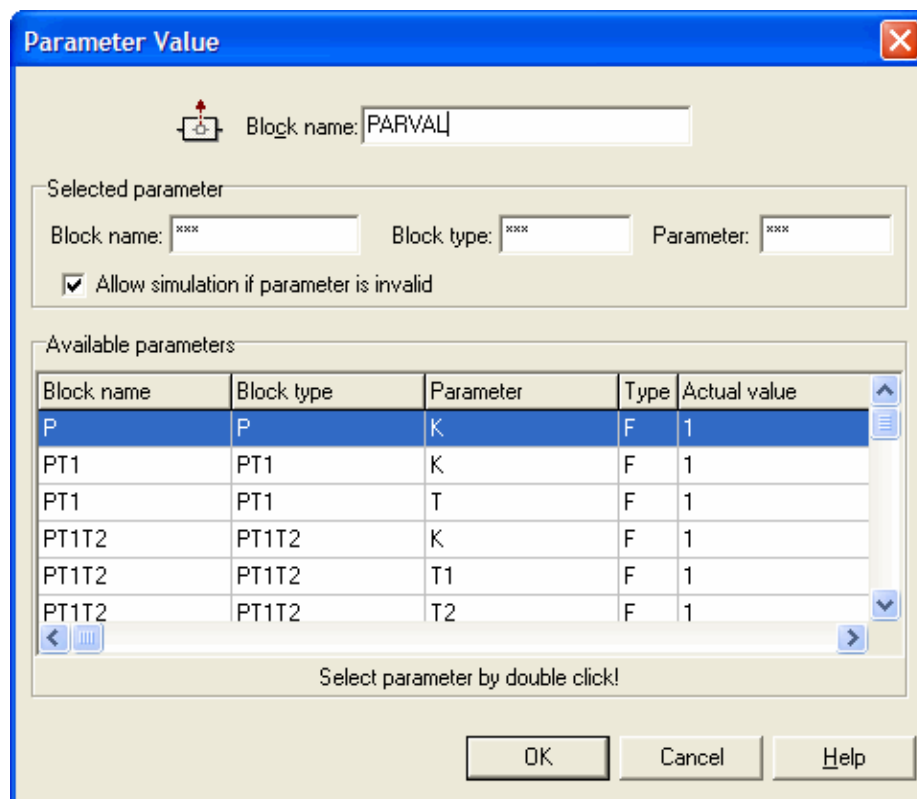 Parameter Value
Block name: PARVAL
Selected parameter
Block name: *** Block type: *** Parameter: ***
Allow simulation if parameter is invalid
Available parameters
Block name Block type Parameter Type Actual value
P P K F 1
PT1 PT1 K F 1
PT1 PT1 T F 1
PT1T2 PT1T2 K F 1
PT1T2 PT1T2 T1 F 1
PT1T2 PT1T2 T2 F 1
Select parameter by double click!
OK Cancel Help